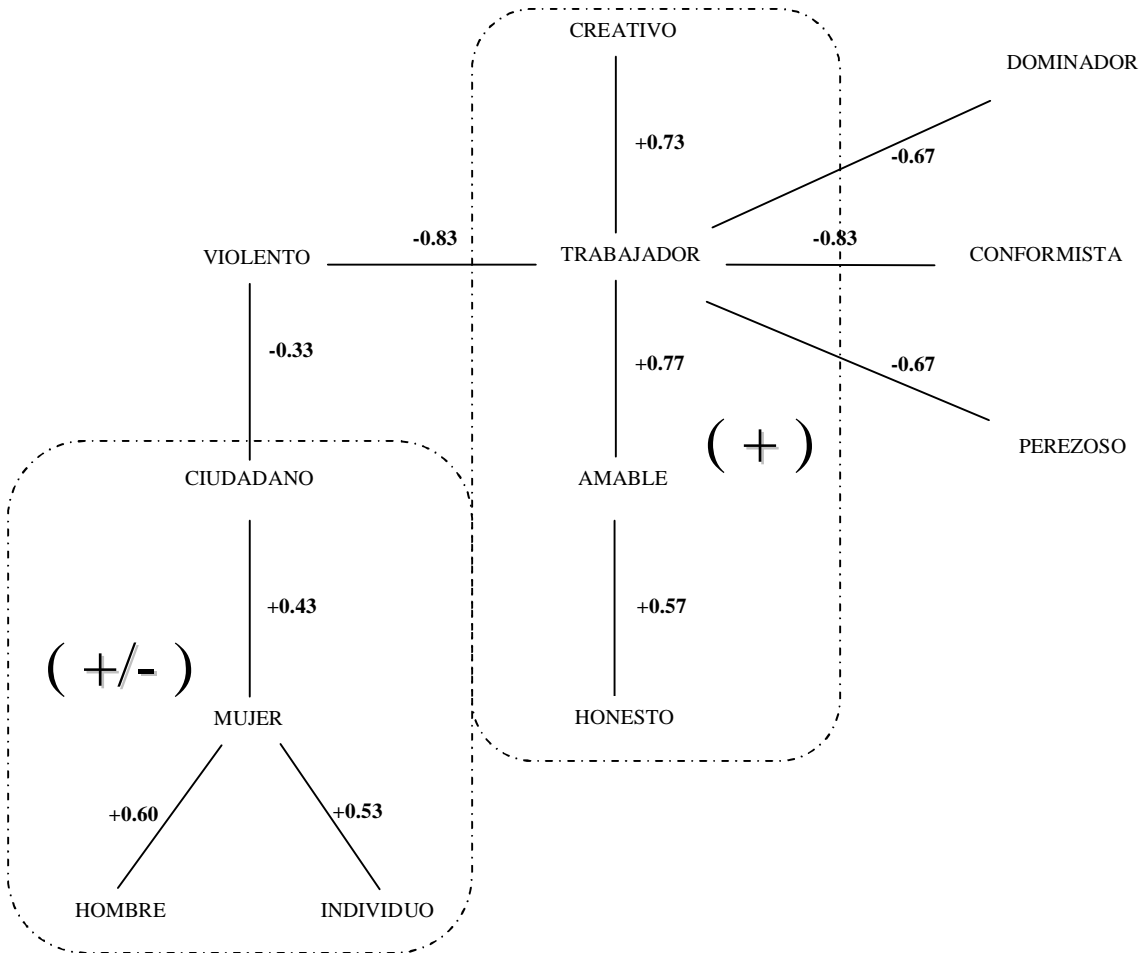 CREATIVO
DOMINADOR
+0.73
-0.67
-0.83
-0.83
VIOLENTO
TRABAJADOR
CONFORMISTA
-0.33
+0.77
-0.67
( + )
PEREZOSO
CIUDADANO
AMABLE
+0.43
+0.57
( +/- )
MUJER
HONESTO
+0.60
+0.53
HOMBRE
INDIVIDUO